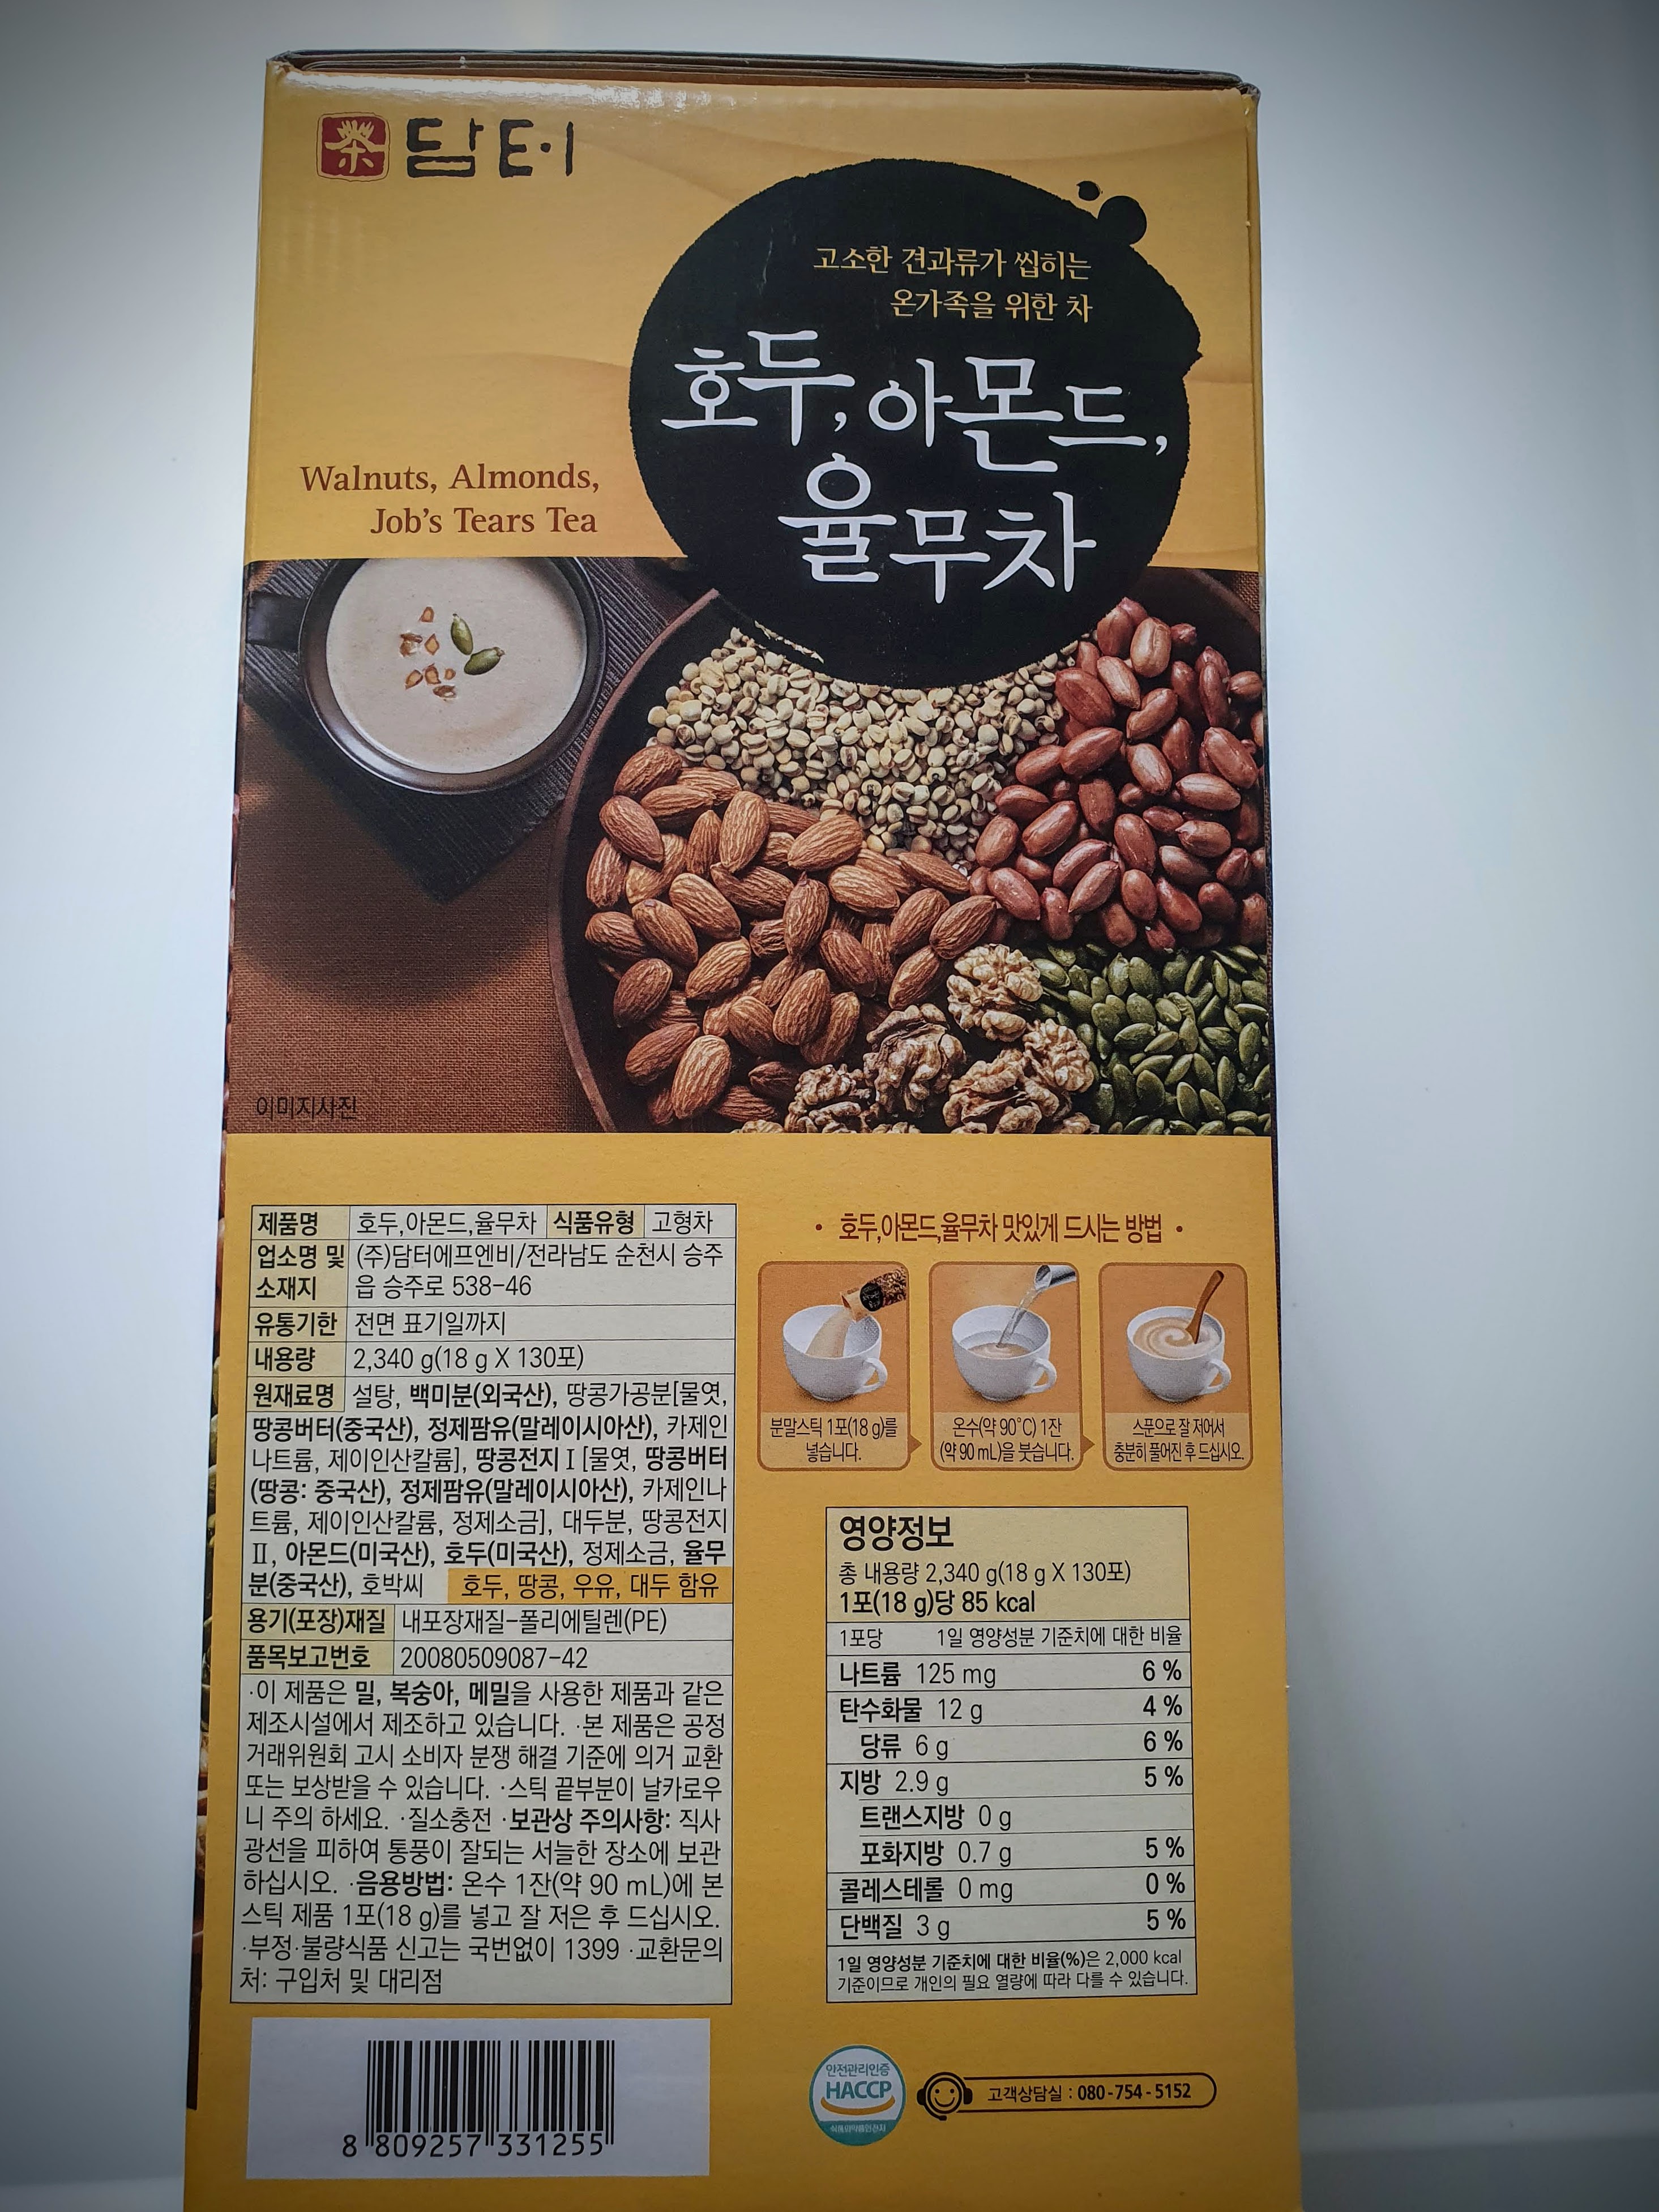 茶 담터
고소한 견과류가 씹히는
온가족을 위한 차
호두, 아몬드,
율무차
Walnuts, Almonds,
Job's Tears Tea
이미지사진
제품명 호두,아몬드,율무차 식품유형 고형차
업소명 및 (주)담터에프엔비/전라남도 순천시 승주
소재지 읍 승주로 538-46
유통기한 전면 표기일까지
내용량 2,340 g(18 g X 130포)
원재료명 설탕, 백미분(외국산), 땅콩가공분[물엿,
땅콩버터(중국산), 정제팜유(말레이시아산), 카제인
나트륨, 제이인산칼륨], 땅콩전지Ⅰ[물엿, 땅콩버터
(땅콩: 중국산), 정제팜유(말레이시아산), 카제인나
트륨, 제이인산칼륨, 정제소금], 대두분, 땅콩전지
Ⅱ, 아몬드(미국산), 호두(미국산), 정제소금, 율무
분(중국산), 호박씨 호두, 땅콩, 우유, 대두 함유
용기(포장)재질 내포장재질-폴리에틸렌(PE)
품목보고번호 20080509087-42
·이 제품은 밀, 복숭아, 메밀을 사용한 제품과 같은
제조시설에서 제조하고 있습니다. ·본 제품은 공정
거래위원회 고시 소비자 분쟁 해결 기준에 의거 교환
또는 보상받을 수 있습니다. ·스틱 끝부분이 날카로우
니 주의 하세요. ·질소충전 ·보관상 주의사항: 직사
광선을 피하여 통풍이 잘되는 서늘한 장소에 보관
하십시오. ·음용방법: 온수 1잔(약 90 mL)에 본
스틱 제품 1포(18 g)를 넣고 잘 저은 후 드십시오.
·부정·불량식품 신고는 국번없이 1399 ·교환문의
처: 구입처 및 대리점
• 호두,아몬드,율무차 맛있게 드시는 방법 •
분말스틱 1포(18 g)를
넣습니다.
온수(약 90℃) 1잔
(약 90 mL)을 붓습니다.
스푼으로 잘 저어서
충분히 풀어진 후 드십시오.
영양정보
총 내용량 2,340 g(18 g X 130포)
1포(18 g)당 85 kcal
1포당 1일 영양성분 기준치에 대한 비율
나트륨 125 mg 6 %
탄수화물 12 g 4 %
당류 6 g 6 %
지방 2.9 g 5 %
트랜스지방 0 g
포화지방 0.7 g 5 %
콜레스테롤 0 mg 0 %
단백질 3 g 5 %
1일 영양성분 기준치에 대한 비율(%)은 2,000 kcal
기준이므로 개인의 필요 열량에 따라 다를 수 있습니다.
8 809257 331255
안전관리인증
HACCP
식품의약품안전처
고객상담실 : 080-754-5152